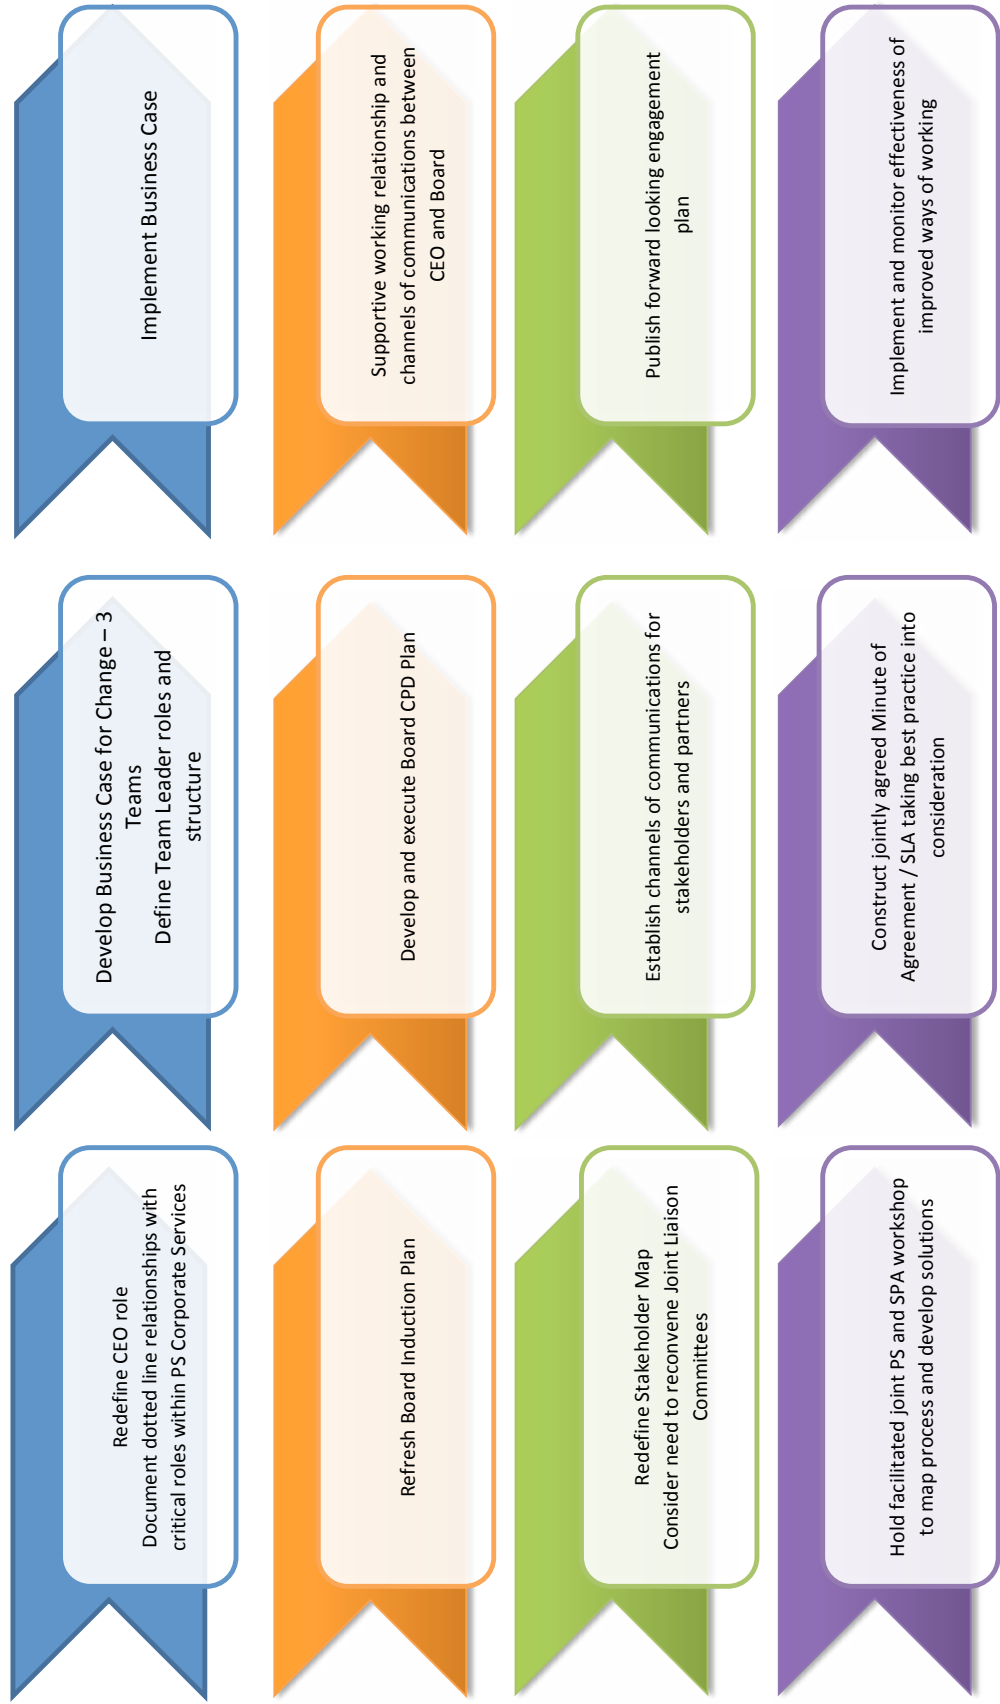 Redefine CEO role
Document dotted line relationships with
critical roles within PS Corporate Services
Develop Business Case for Change – 3
Teams
Define Team Leader roles and
structure
Implement Business Case
Refresh Board Induction Plan
Develop and execute Board CPD Plan
Supportive working relationship and
channels of communications between
CEO and Board
Redefine Stakeholder Map
Consider need to reconvene Joint Liaison
Committees
Establish channels of communications for
stakeholders and partners
Publish forward looking engagement
plan
Hold facilitated joint PS and SPA workshop
to map process and develop solutions
Construct jointly agreed Minute of
Agreement / SLA taking best practice into
consideration
Implement and monitor effectiveness of
improved ways of working